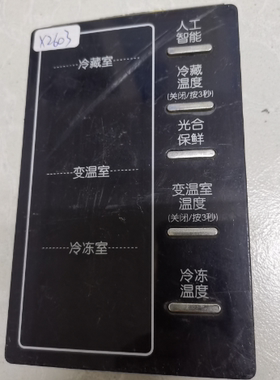 X2603
冷藏室
变温室
冷冻室
人工
智能
冷藏
温度
(关闭/按3秒)
光合
保鲜
变温室
温度
(关闭/按3秒)
冷冻
温度